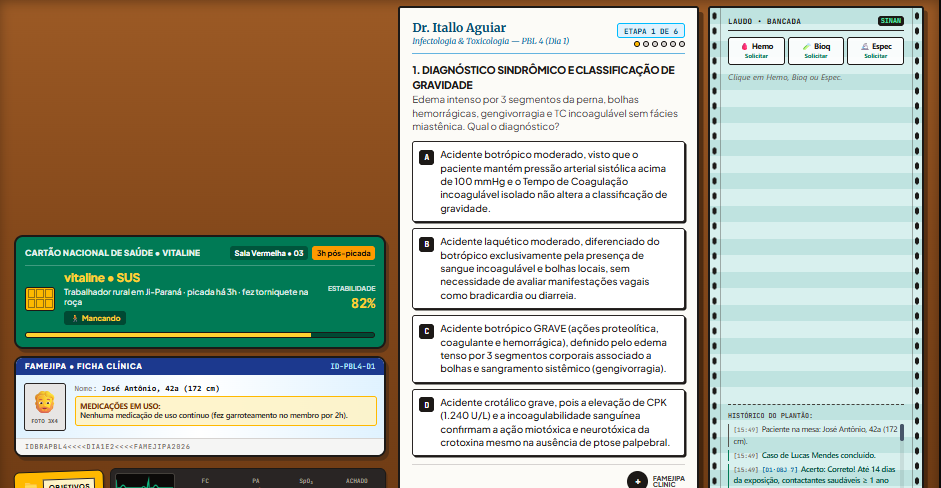 CARTÃO NACIONAL DE SAÚDE • VITALINE
Sala Vermelha • 03
3h pós-picada
vitaline • SUS
Trabalhador rural em Ji-Paraná · picada há 3h · fez torniquete na
roça
Mancando
ESTABILIDADE
82%
FAMEJIPA • FICHA CLÍNICA
ID-PBL4-D1
FOTO 3X4
Nome: José Antônio, 42a (172 cm)
MEDICAÇÕES EM USO:
Nenhuma medicação de uso contínuo (fez garroteamento no membro por 2h).
IDBRAPBL4<<<<DIA1E2<<<<FAMEJIPA2026
OBJETIVOS
FC
PA
SpO₂
ACHADO
Dr. Itallo Aguiar
Infectologia & Toxicologia — PBL 4 (Dia 1)
ETAPA 1 DE 6
1. DIAGNÓSTICO SINDRÔMICO E CLASSIFICAÇÃO DE
GRAVIDADE
Edema intenso por 3 segmentos da perna, bolhas
hemorrágicas, gengivorragia e TC incoagulável sem fácies
miastênica. Qual o diagnóstico?
A
Acidente botrópico moderado, visto que o
paciente mantém pressão arterial sistólica acima
de 100 mmHg e o Tempo de Coagulação
incoagulável isolado não altera a classificação de
gravidade.
B
Acidente laquético moderado, diferenciado do
botrópico exclusivamente pela presença de
sangue incoagulável e bolhas locais, sem
necessidade de avaliar manifestações vagais
como bradicardia ou diarreia.
C
Acidente botrópico GRAVE (ações proteolítica,
coagulante e hemorrágica), definido pelo edema
tenso por 3 segmentos corporais associado a
bolhas e sangramento sistêmico (gengivorragia).
D
Acidente crotálico grave, pois a elevação de CPK
(1.240 U/L) e a incoagulabilidade sanguínea
confirmam a ação miotóxica e neurotóxica da
crotoxina mesmo na ausência de ptose palpebral.
FAMEJIPA
CLINIC
LAUDO • BANCADA
SINAN
Hemo
Solicitar
Bioq
Solicitar
Espec
Solicitar
Clique em Hemo, Bioq ou Espec.
HISTÓRICO DO PLANTÃO:
[15:49] Paciente na mesa: José Antônio, 42a (172
cm).
[15:49] Caso de Lucas Mendes concluído.
[15:49] [D1·OBJ 7] Acerto: Correto! Até 14 dias
da exposição, contactantes saudáveis ≥ 1 ano